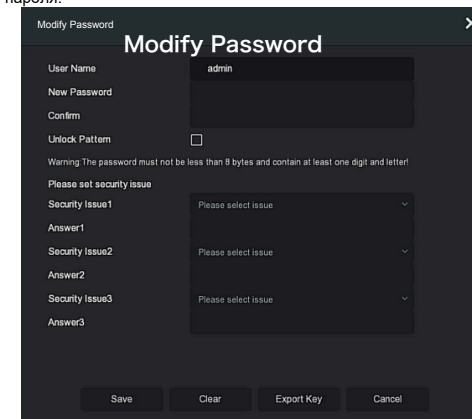 пароля.
Modify Password
Modify Password
User Name admin
New Password
Confirm
Unlock Pattern
Warning:The password must not be less than 8 bytes and contain at least one digit and letter!
Please set security issue
Security Issue1 Please select issue
Answer1
Security Issue2 Please select issue
Answer2
Security Issue3 Please select issue
Answer3
Save Clear Export Key Cancel